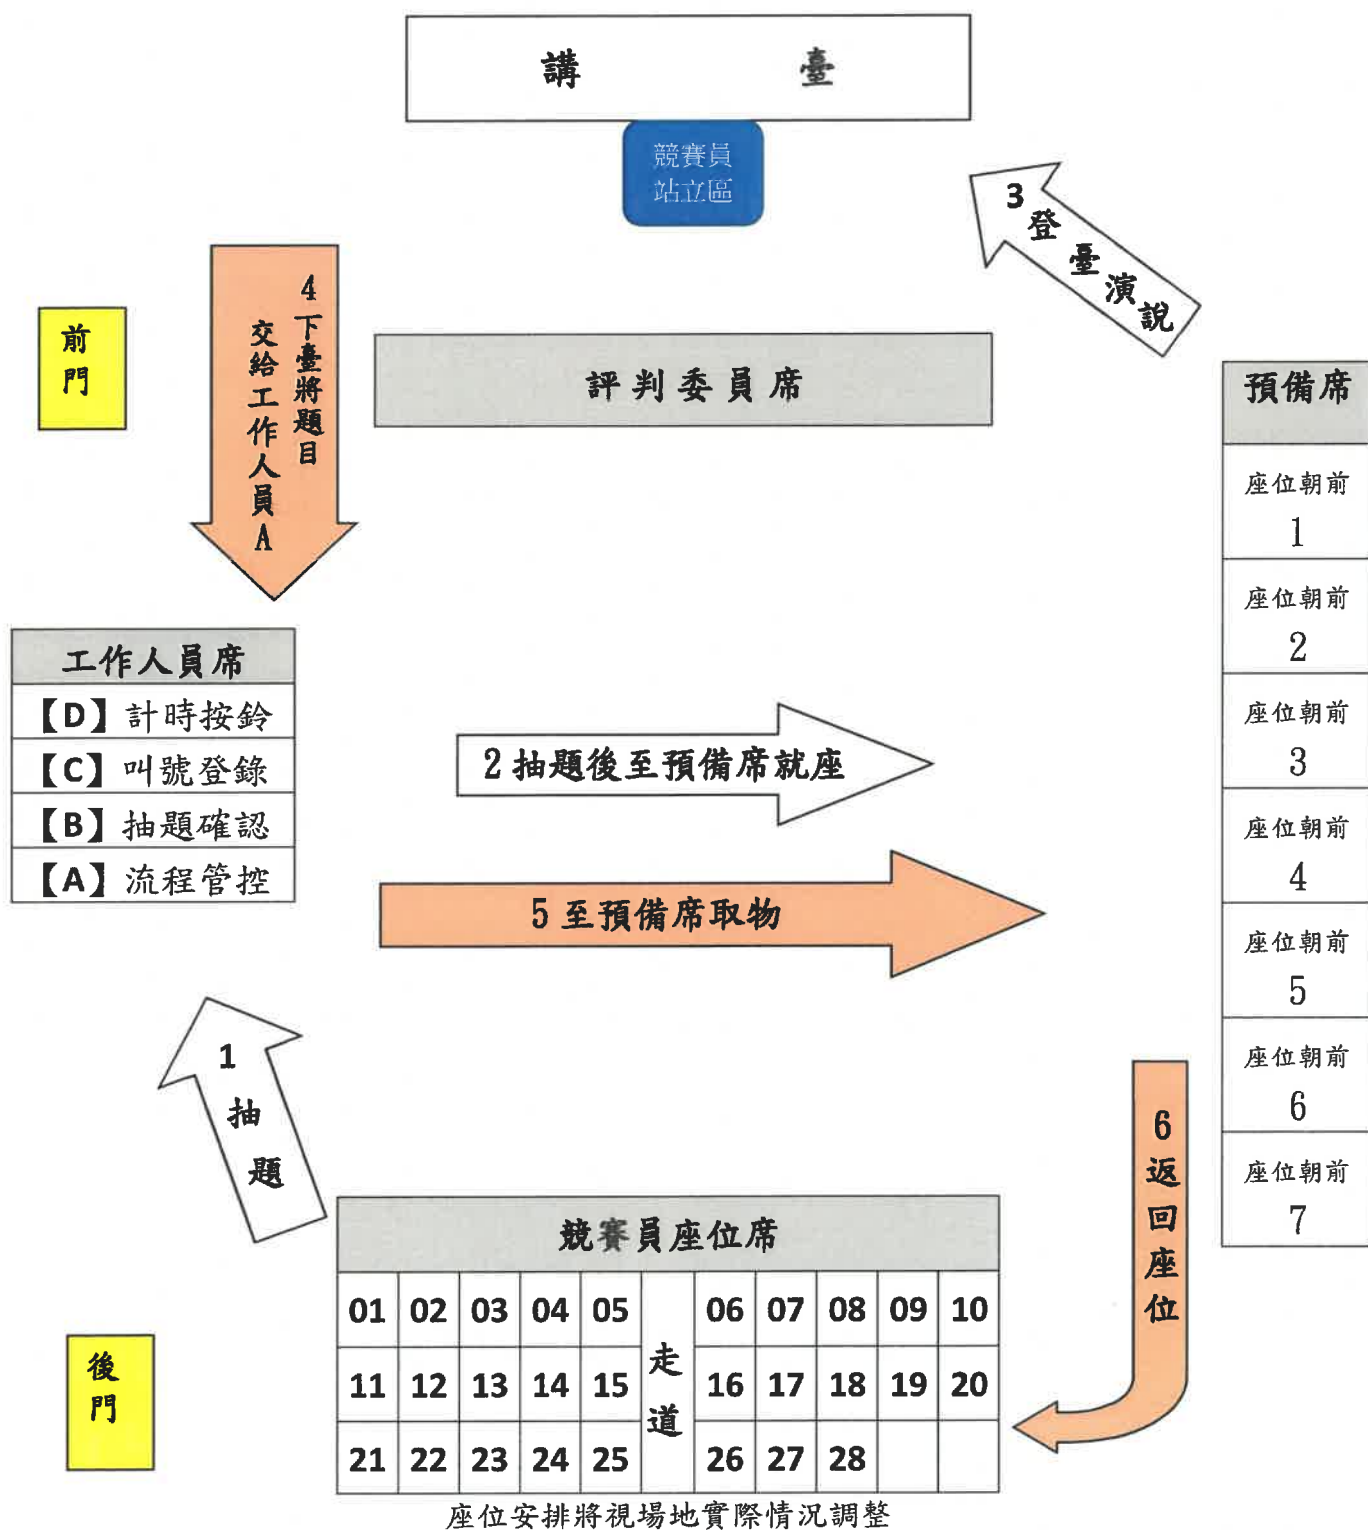 講臺
競賽員
站立區
3登臺演說
4下臺將題目
交給工作人員A
前門
評判委員席
預備席
座位朝前
1
座位朝前
2
座位朝前
3
座位朝前
4
座位朝前
5
座位朝前
6
座位朝前
7
工作人員席
【D】計時按鈴
【C】叫號登錄
【B】抽題確認
【A】流程管控
2抽題後至預備席就座
5至預備席取物
1抽題
6返回座位
競賽員座位席
01 02 03 04 05 06 07 08 09 10
走道
11 12 13 14 15 16 17 18 19 20
21 22 23 24 25 26 27 28
後門
座位安排將視場地實際情況調整